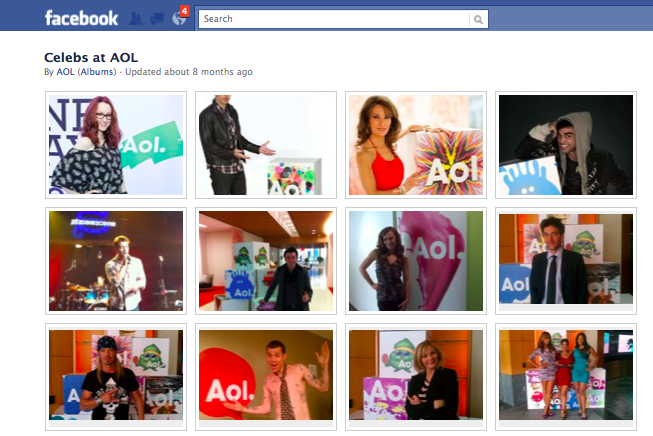 facebook
4
Search
Celebs at AOL
By AOL (Albums) · Updated about 8 months ago
Aol.
Aol.
Aol.
Aol.
Aol.
Aol.
Aol.
Aol.
Aol.